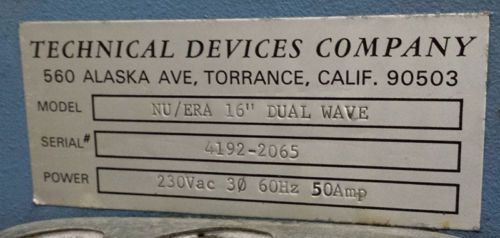 TECHNICAL DEVICES COMPANY
560 ALASKA AVE, TORRANCE, CALIF. 90503
MODEL NU/ERA 16" DUAL WAVE
SERIAL# 4192-2065
POWER 230Vac 3Ø 60Hz 50Amp